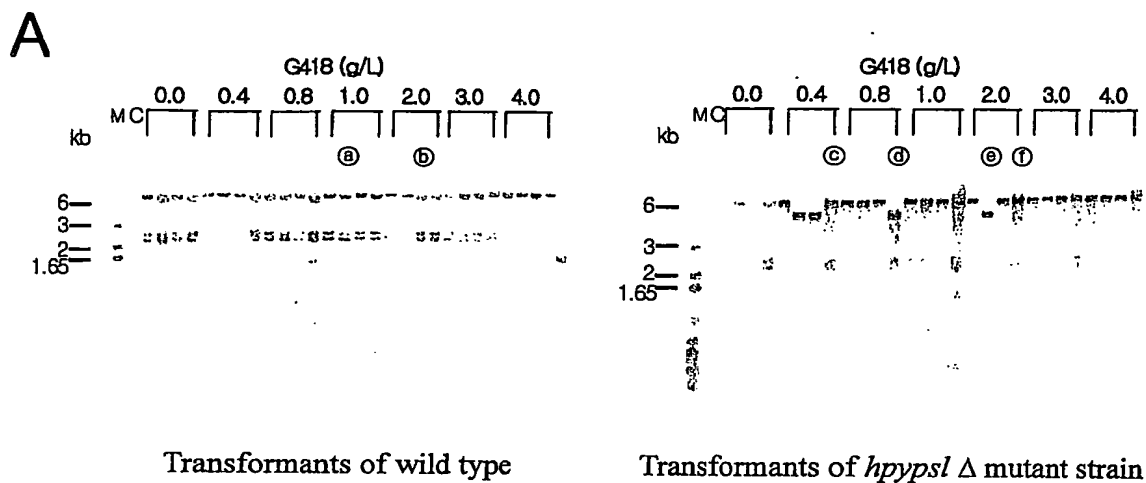 A
G418 (g/L)
0.0 0.4 0.8 1.0 2.0 3.0 4.0
M C
kb
ⓐ ⓑ
6
3
2
1.65
Transformants of wild type
G418 (g/L)
0.0 0.4 0.8 1.0 2.0 3.0 4.0
M C
kb
ⓒ ⓓ ⓔ ⓕ
6
3
2
1.65
Transformants of hpypsl Δ mutant strain